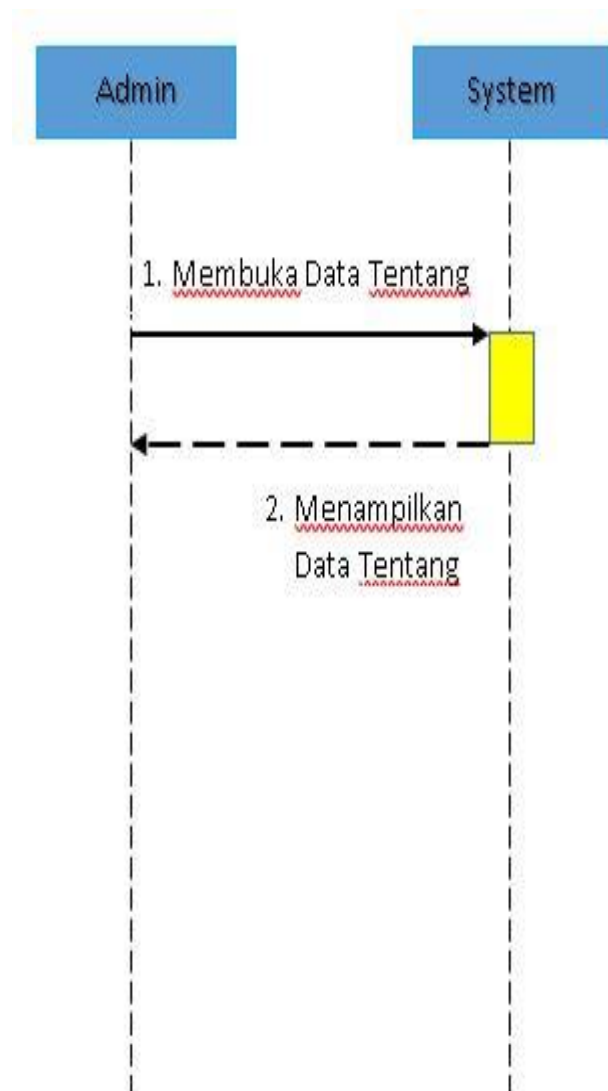 Admin
System
1. Membuka Data Tentang
2. Menampilkan
Data Tentang